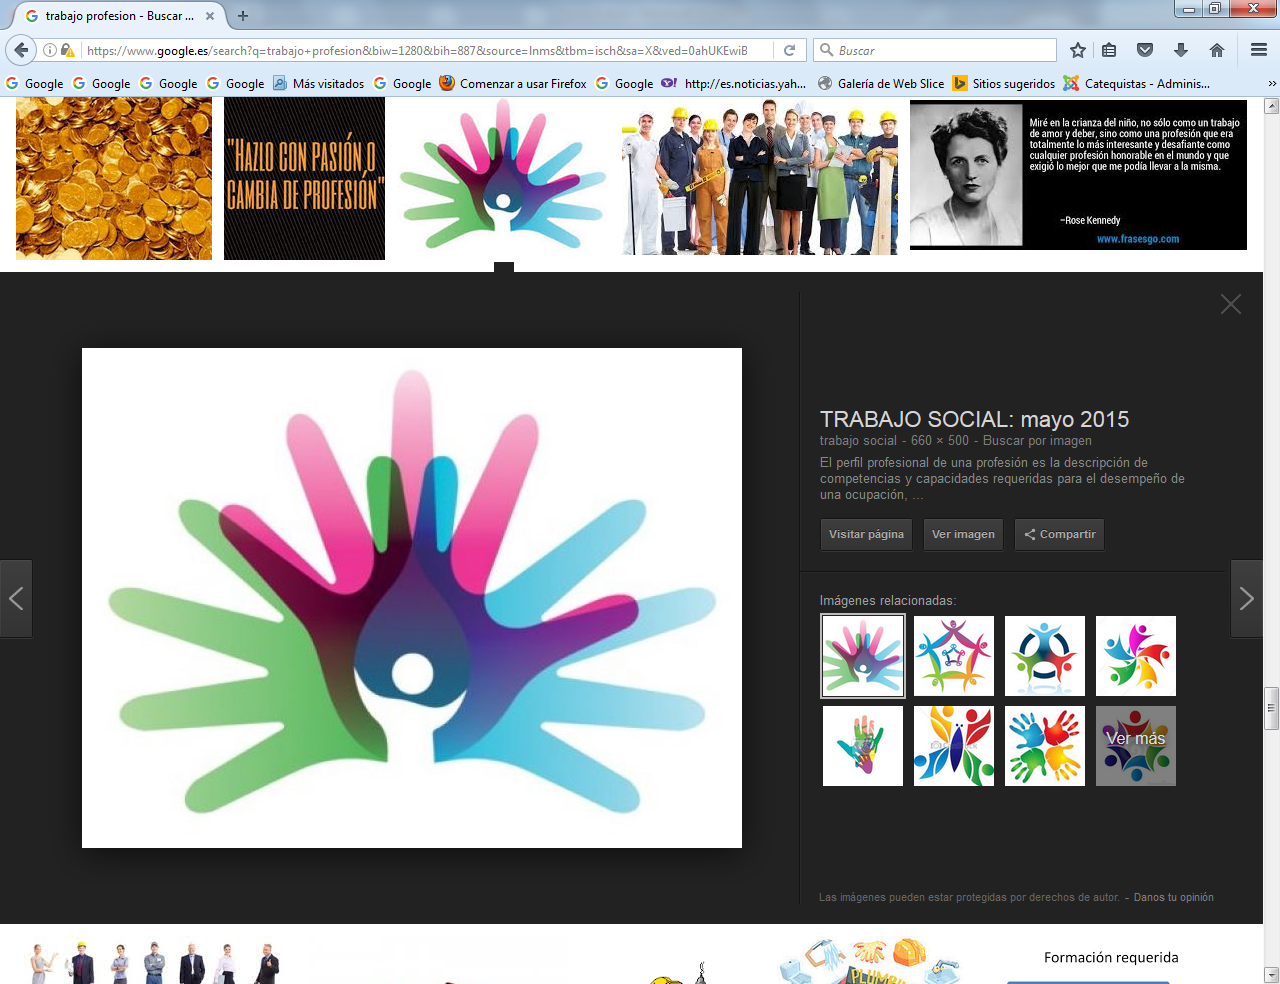 trabajo profesion - Buscar ...
https://www.google.es/search?q=trabajo+profesion&biw=1280&bih=887&source=lnms&tbm=isch&sa=X&ved=0ahUKEwiB
Buscar
Google
Google
Google
Google
Más visitados
Google
Comenzar a usar Firefox
Google
http://es.noticias.yah...
Galería de Web Slice
Sitios sugeridos
Catequistas - Adminis...
"HAZLO CON PASIÓN O
CAMBIA DE PROFESIÓN"
Miré en la crianza del niño, no sólo como un trabajo
de amor y deber, sino como una profesión que era
totalmente lo más interesante y desafiante como
cualquier profesión honorable en el mundo y que
exigió lo mejor que me podía llevar a la misma.
–Rose Kennedy
www.frasesgo.com
TRABAJO SOCIAL: mayo 2015
trabajo social - 660 × 500 - Buscar por imagen
El perfil profesional de una profesión es la descripción de
competencias y capacidades requeridas para el desempeño de
una ocupación, ...
Visitar página
Ver imagen
Compartir
Imágenes relacionadas:
Ver más
Las imágenes pueden estar protegidas por derechos de autor. - Danos tu opinión
Formación requerida